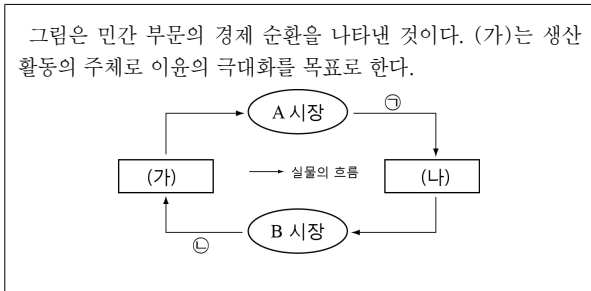 그림은 민간 부문의 경제 순환을 나타낸 것이다. (가)는 생산
활동의 주체로 이윤의 극대화를 목표로 한다.
A 시장
㉠
(가)
실물의 흐름
(나)
B 시장
㉡